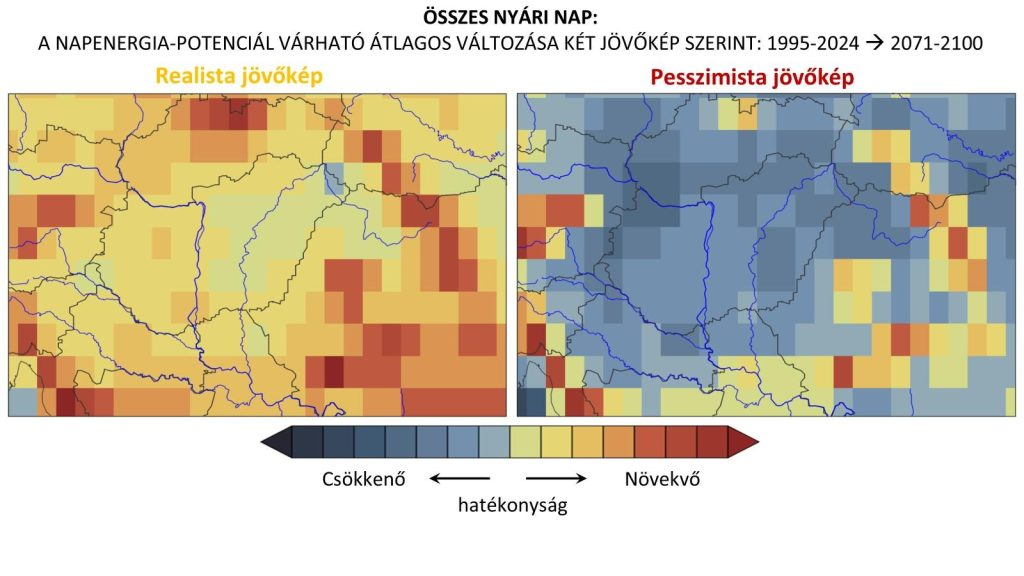 ÖSSZES NYÁRI NAP:
A NAPENERGIA-POTENCIÁL VÁRHATÓ ÁTLAGOS VÁLTOZÁSA KÉT JÖVŐKÉP SZERINT: 1995-2024 → 2071-2100
Realista jövőkép
Pesszimista jövőkép
Csökkenő
Növekvő
hatékonyság